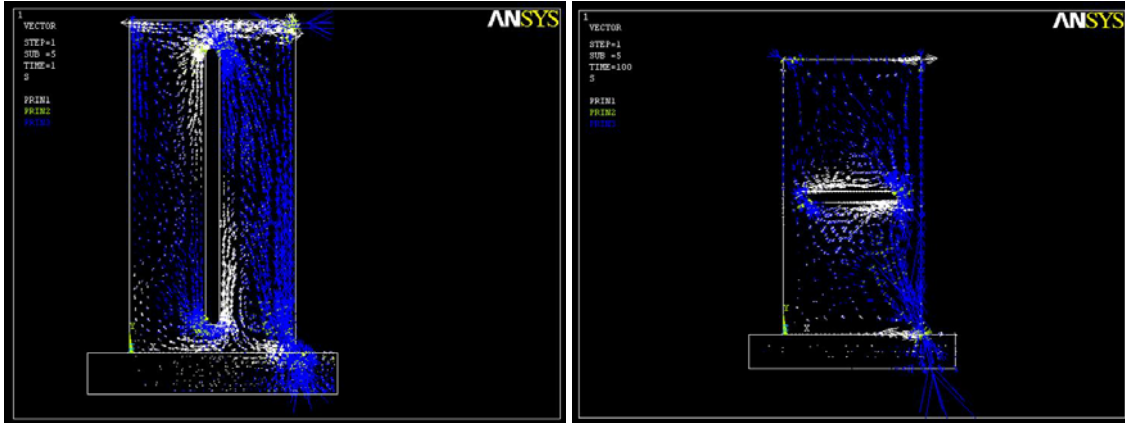 1
VECTOR
STEP=1
SUB =5
TIME=1
S
PRIN1
PRIN2
PRIN3
ANSYS
Y
1
VECTOR
STEP=1
SUB =5
TIME=100
S
PRIN1
PRIN2
PRIN3
ANSYS
Y
X